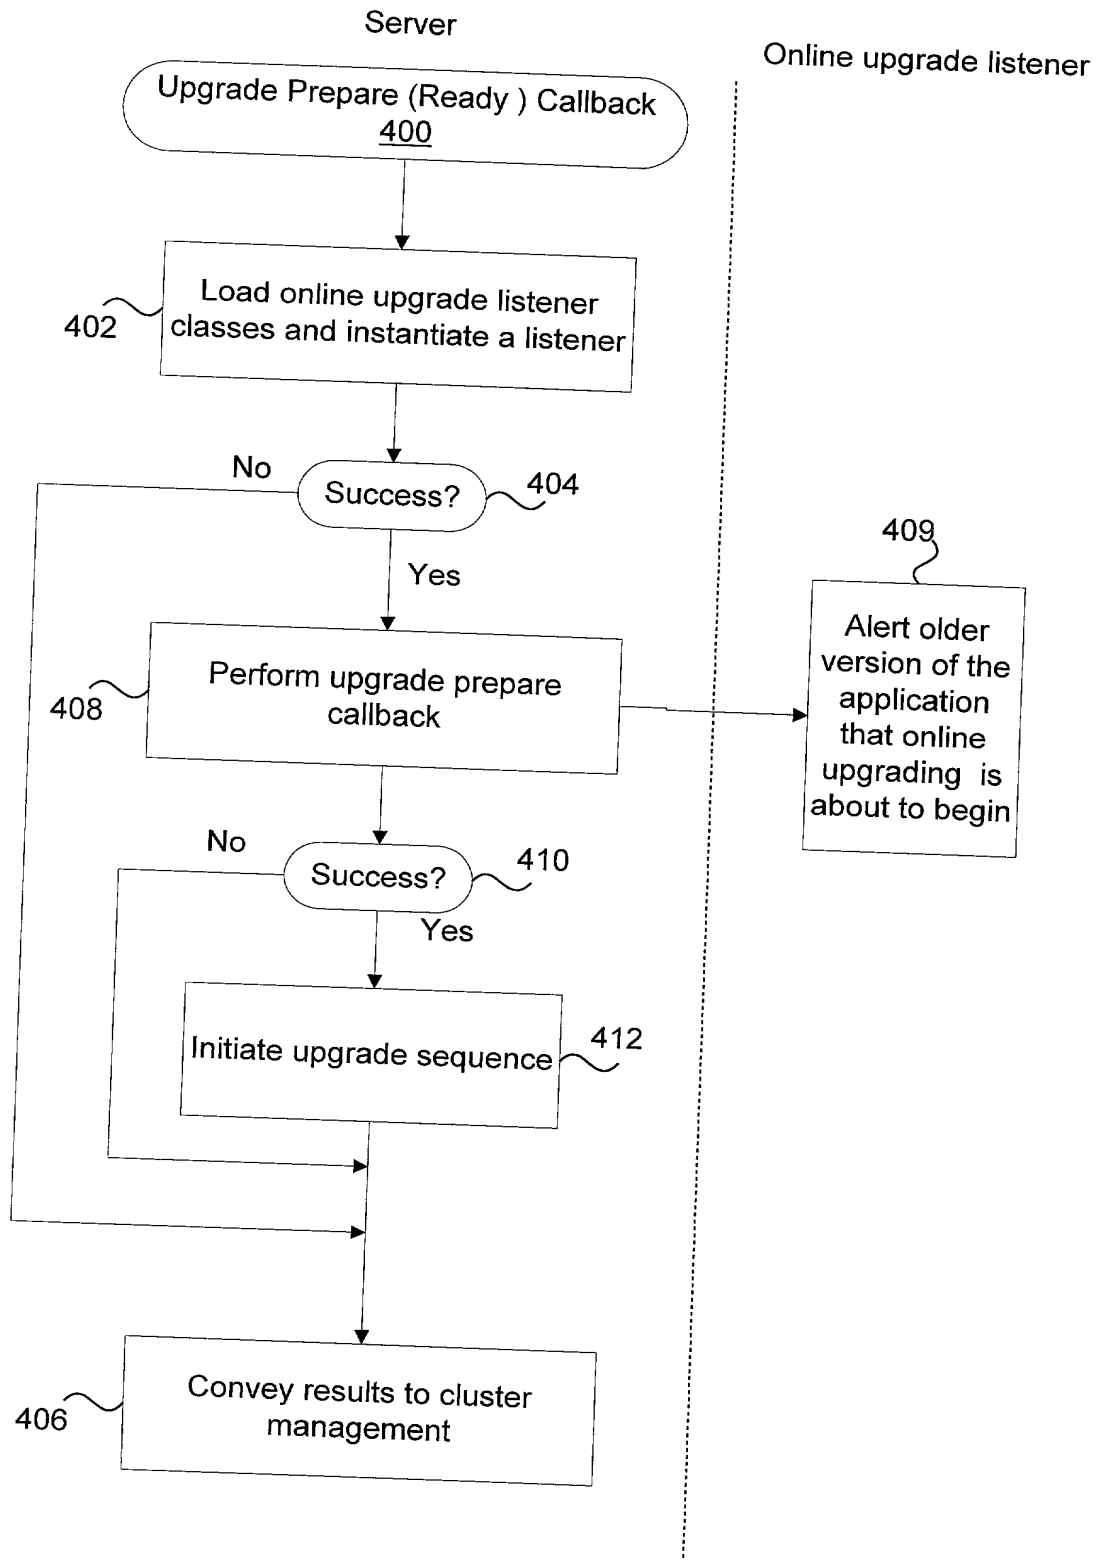 Server
Online upgrade listener
Upgrade Prepare (Ready ) Callback
400
Load online upgrade listener
classes and instantiate a listener
402
No
Success?
404
Yes
409
Alert older
version of the
application
that online
upgrading is
about to begin
Perform upgrade prepare
callback
408
No
Success?
410
Yes
Initiate upgrade sequence
412
Convey results to cluster
management
406